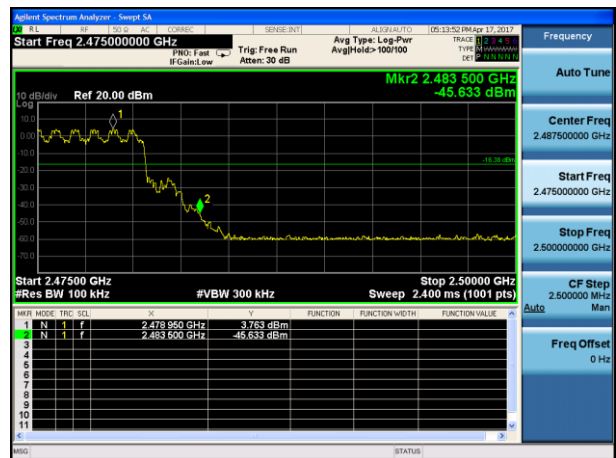 Agilent Spectrum Analyzer - Swept SA
RL RF 50 Ω AC CORREC SENSE:INT ALIGNAUTO 05:13:52 PM Apr 17, 2017
Start Freq 2.475000000 GHz
PNO: Fast
IFGain:Low
Trig: Free Run
Atten: 30 dB
Avg Type: Log-Pwr
Avg|Hold:> 100/100
TRACE 1 2 3 4 5 6
TYPE M
DET P N N N N N
Mkr2 2.483 500 GHz
-45.633 dBm
10 dB/div Ref 20.00 dBm
Log
10.0
0.00
-10.0
-20.0
-30.0
-40.0
-50.0
-60.0
-70.0
1
2
Start 2.47500 GHz Stop 2.50000 GHz
#Res BW 100 kHz #VBW 300 kHz Sweep 2.400 ms (1001 pts)
MKR MODE TRC SCL X Y FUNCTION FUNCTION WIDTH FUNCTION VALUE
1 N 1 f 2.478 950 GHz 3.763 dBm
2 N 1 f 2.483 500 GHz -45.633 dBm
3
4
5
6
7
8
9
10
11
MSG STATUS
Frequency
Auto Tune
Center Freq
2.487500000 GHz
Start Freq
2.475000000 GHz
Stop Freq
2.500000000 GHz
CF Step
2.500000 MHz
Auto Man
Freq Offset
0 Hz